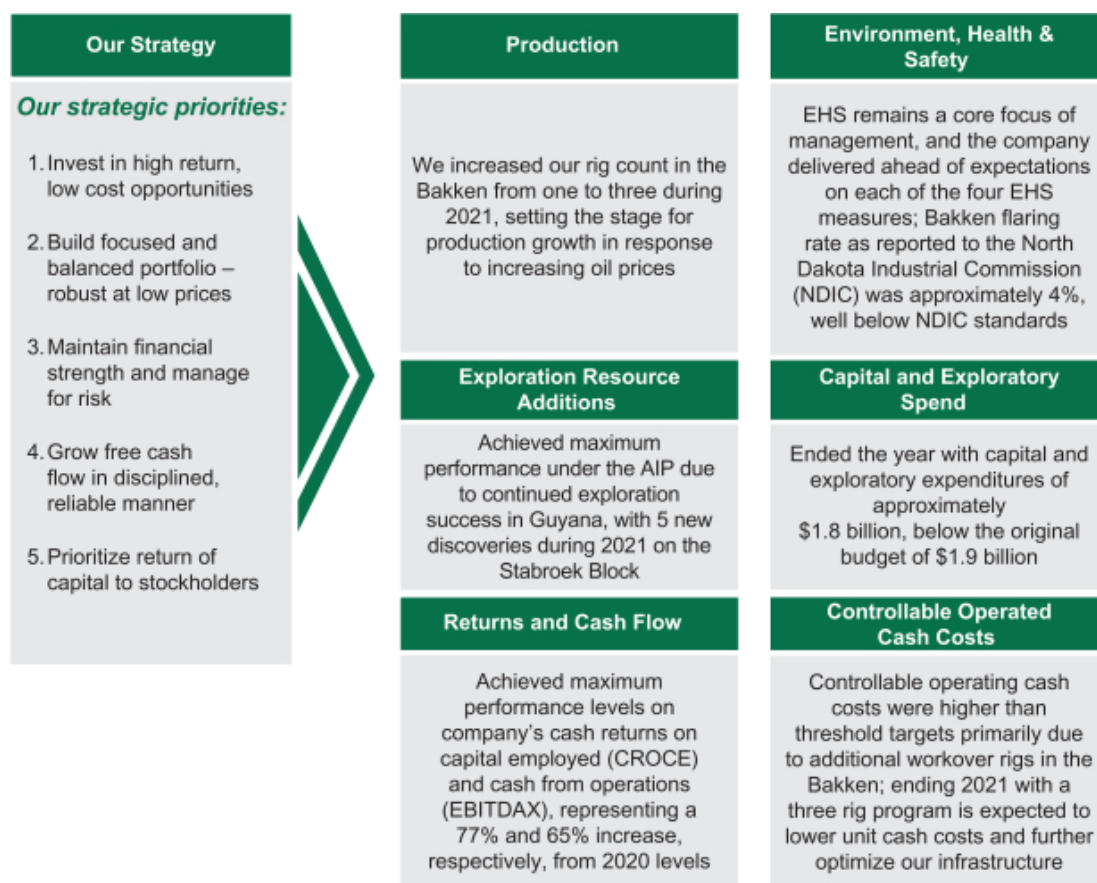 Our Strategy
Our strategic priorities:
1. Invest in high return,
low cost opportunities
2. Build focused and
balanced portfolio –
robust at low prices
3. Maintain financial
strength and manage
for risk
4. Grow free cash
flow in disciplined,
reliable manner
5. Prioritize return of
capital to stockholders
Production
We increased our rig count in the
Bakken from one to three during
2021, setting the stage for
production growth in response
to increasing oil prices
Environment, Health &
Safety
EHS remains a core focus of
management, and the company
delivered ahead of expectations
on each of the four EHS
measures; Bakken flaring
rate as reported to the North
Dakota Industrial Commission
(NDIC) was approximately 4%,
well below NDIC standards
Exploration Resource
Additions
Achieved maximum
performance under the AIP due
to continued exploration
success in Guyana, with 5 new
discoveries during 2021 on the
Stabroek Block
Capital and Exploratory
Spend
Ended the year with capital and
exploratory expenditures of
approximately
$1.8 billion, below the original
budget of $1.9 billion
Returns and Cash Flow
Achieved maximum
performance levels on
company's cash returns on
capital employed (CROCE)
and cash from operations
(EBITDAX), representing a
77% and 65% increase,
respectively, from 2020 levels
Controllable Operated
Cash Costs
Controllable operating cash
costs were higher than
threshold targets primarily due
to additional workover rigs in the
Bakken; ending 2021 with a
three rig program is expected to
lower unit cash costs and further
optimize our infrastructure